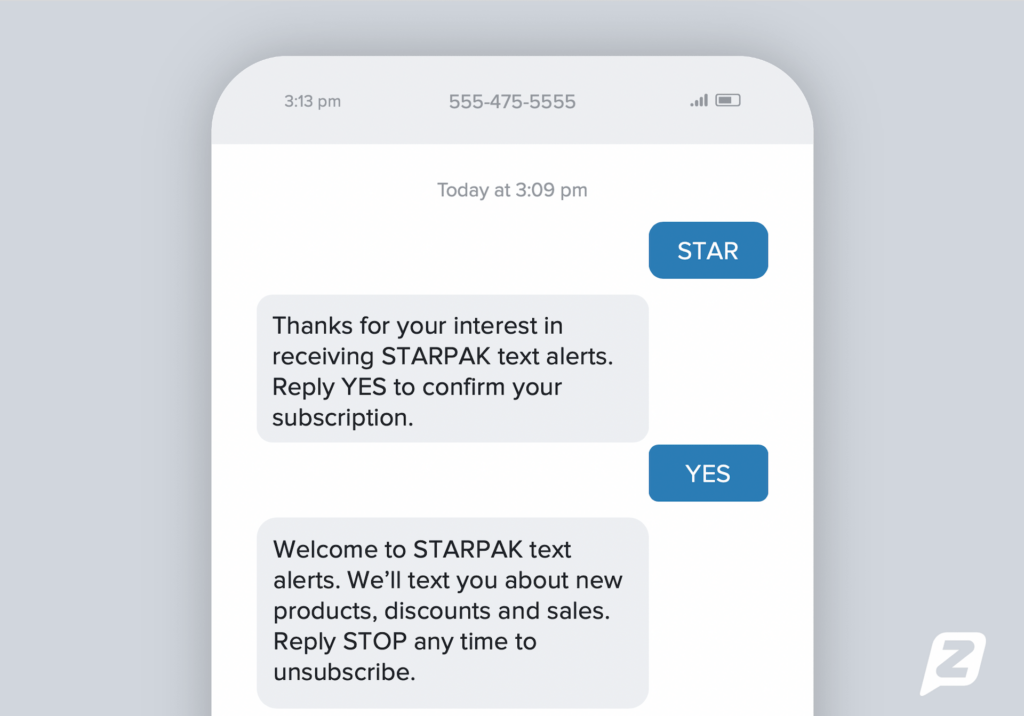 3:13 pm 555-475-5555
Today at 3:09 pm
STAR
Thanks for your interest in
receiving STARPAK text alerts.
Reply YES to confirm your
subscription.
YES
Welcome to STARPAK text
alerts. We’ll text you about new
products, discounts and sales.
Reply STOP any time to
unsubscribe.
Z